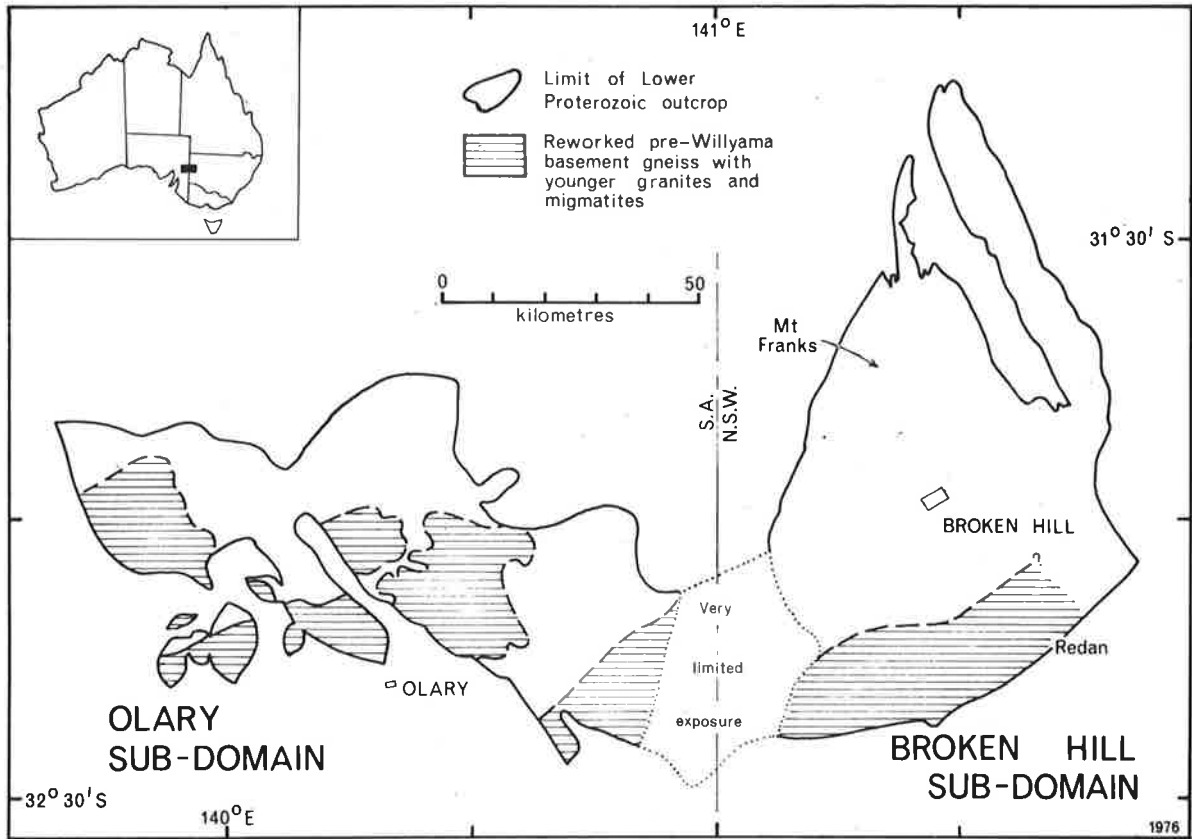 141° E
Limit of Lower
Proterozoic outcrop
Reworked pre-Willyama
basement gneiss with
younger granites and
migmatites
31° 30' S
0 50
kilometres
Mt
Franks
S.A.
N.S.W.
BROKEN HILL
Very
limited
exposure
Redan
OLARY
OLARY
SUB-DOMAIN
BROKEN HILL
SUB-DOMAIN
32° 30' S
140° E
1976